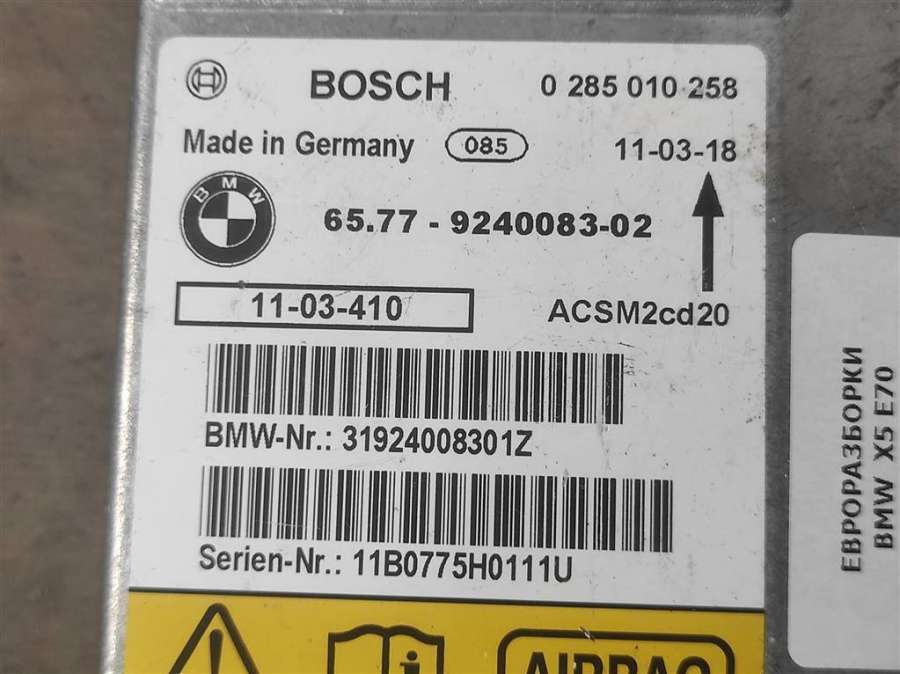 BOSCH 0 285 010 258
Made in Germany 085 11-03-18
BMW
65.77 - 9240083-02
11-03-410 ACSM2cd20
BMW-Nr.: 31924008301Z
Serien-Nr.: 11B0775H0111U
i
AIRBAG
ЕВРОРАЗБОРКИ
BMW X5 E70